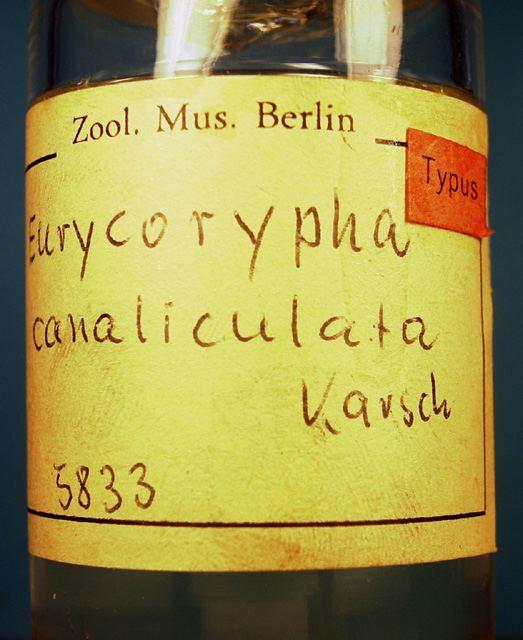 Zool. Mus. Berlin
Typus
Eurycorypha
canaliculata
Karsch
5833